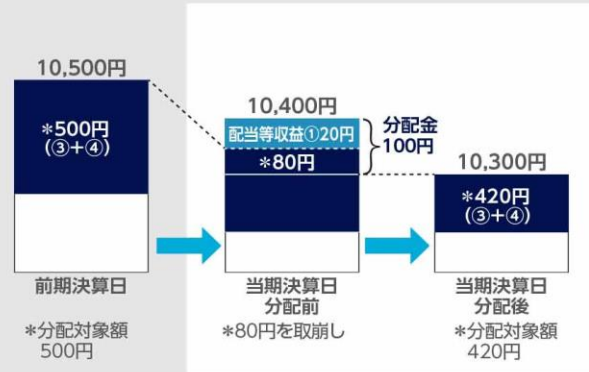 10,500円
*500円
(③+④)
前期決算日
*分配対象額
500円
10,400円
配当等収益①20円
*80円
分配金
100円
当期決算日
分配前
*80円を取崩し
10,300円
*420円
(③+④)
当期決算日
分配後
*分配対象額
420円